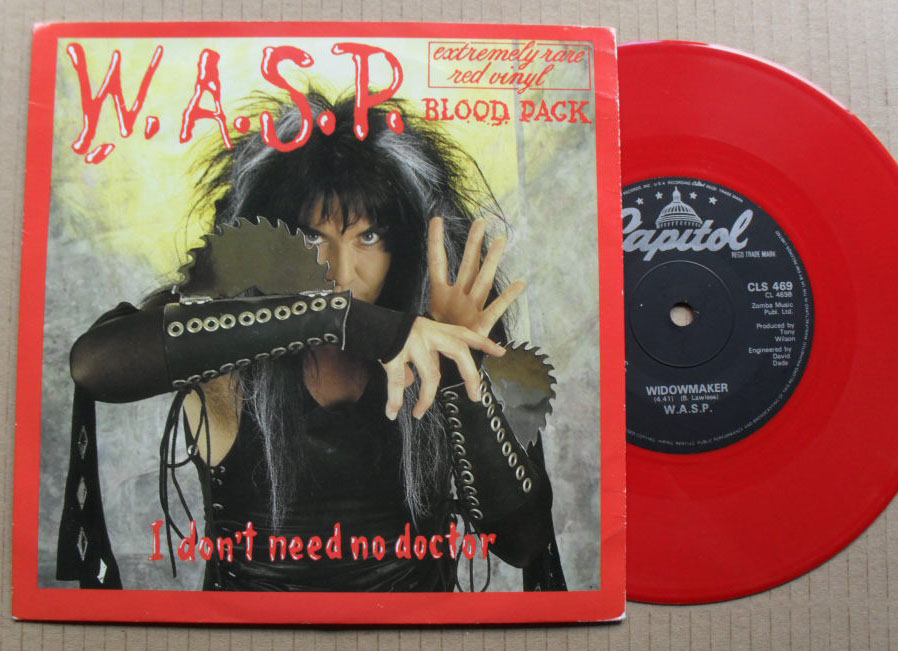 W.A.S.P.
extremely rare
red vinyl
BLOOD PACK
I don't need no doctor
Capitol
REGD TRADE MARK
CLS 469
CL 469B
Zomba Music
Publ. Ltd.
Produced by
Tony
Wilson
Engineered by
David
Dade
WIDOWMAKER
(4.41) (B. Lawless)
W.A.S.P.